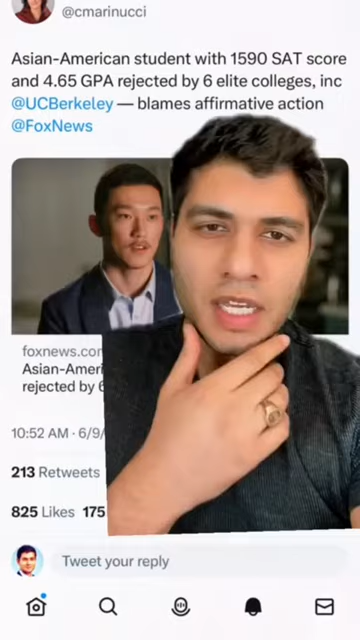 @cmarinucci
Asian-American student with 1590 SAT score
and 4.65 GPA rejected by 6 elite colleges, inc
@UCBerkeley — blames affirmative action
@FoxNews
foxnews.com
Asian-Ameri
rejected by 6
10:52 AM · 6/9/
213 Retweets
825 Likes 175
Tweet your reply